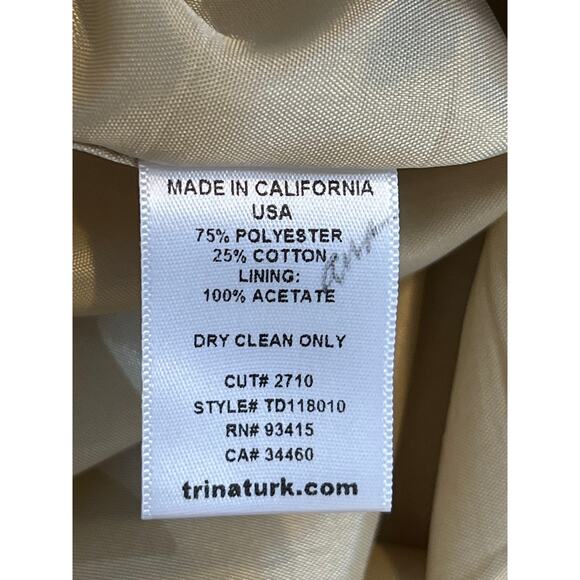 MADE IN CALIFORNIA
USA
75% POLYESTER
25% COTTON
LINING:
100% ACETATE
DRY CLEAN ONLY
CUT# 2710
STYLE# TD118010
RN# 93415
CA# 34460
trinaturk.com